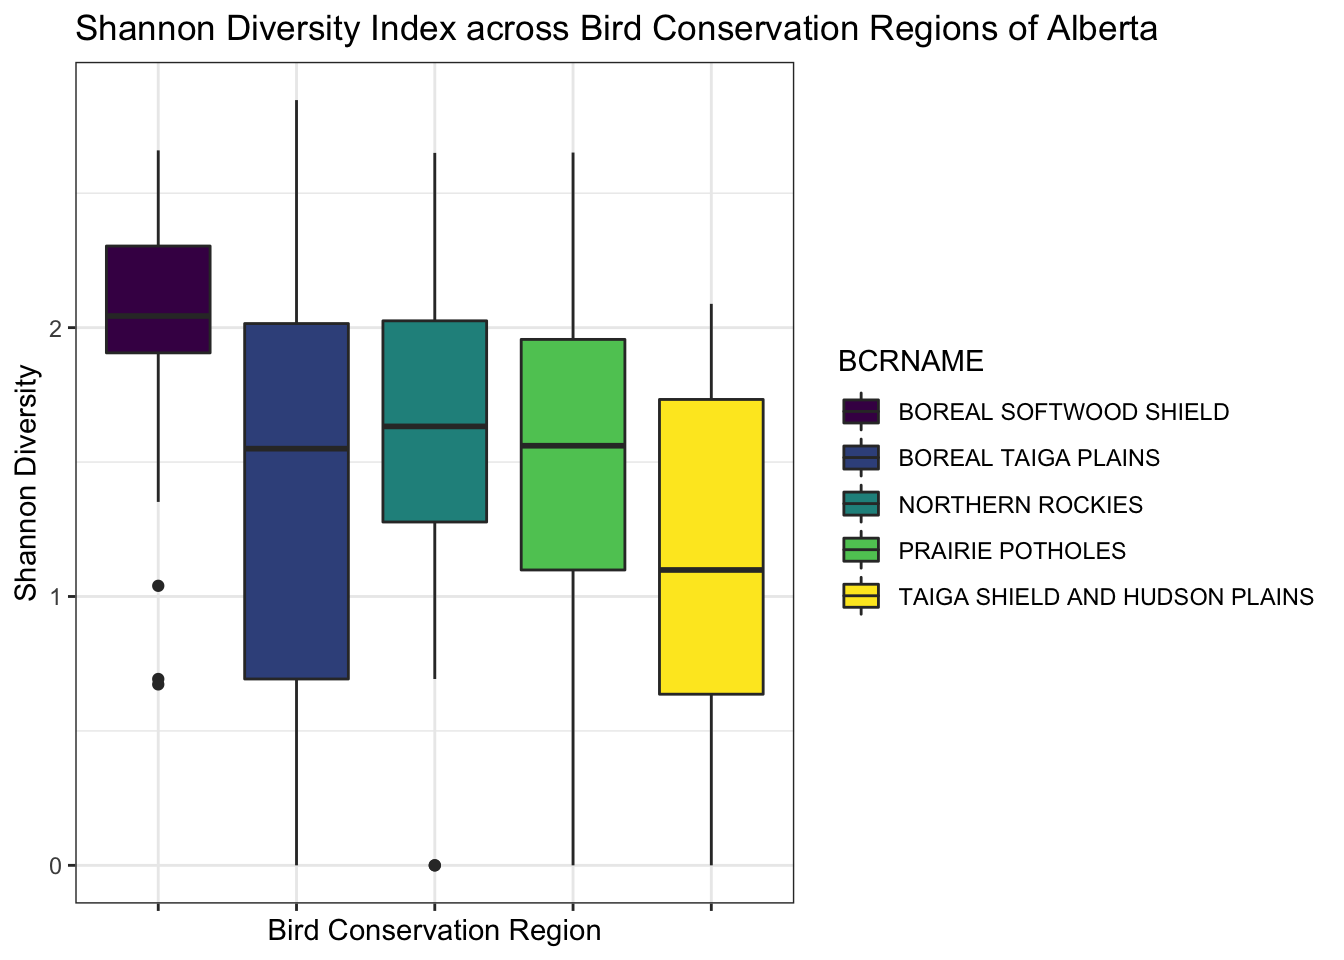 Shannon Diversity Index across Bird Conservation Regions of Alberta
Shannon Diversity
2
1
0
Bird Conservation Region
BCRNAME
BOREAL SOFTWOOD SHIELD
BOREAL TAIGA PLAINS
NORTHERN ROCKIES
PRAIRIE POTHOLES
TAIGA SHIELD AND HUDSON PLAINS